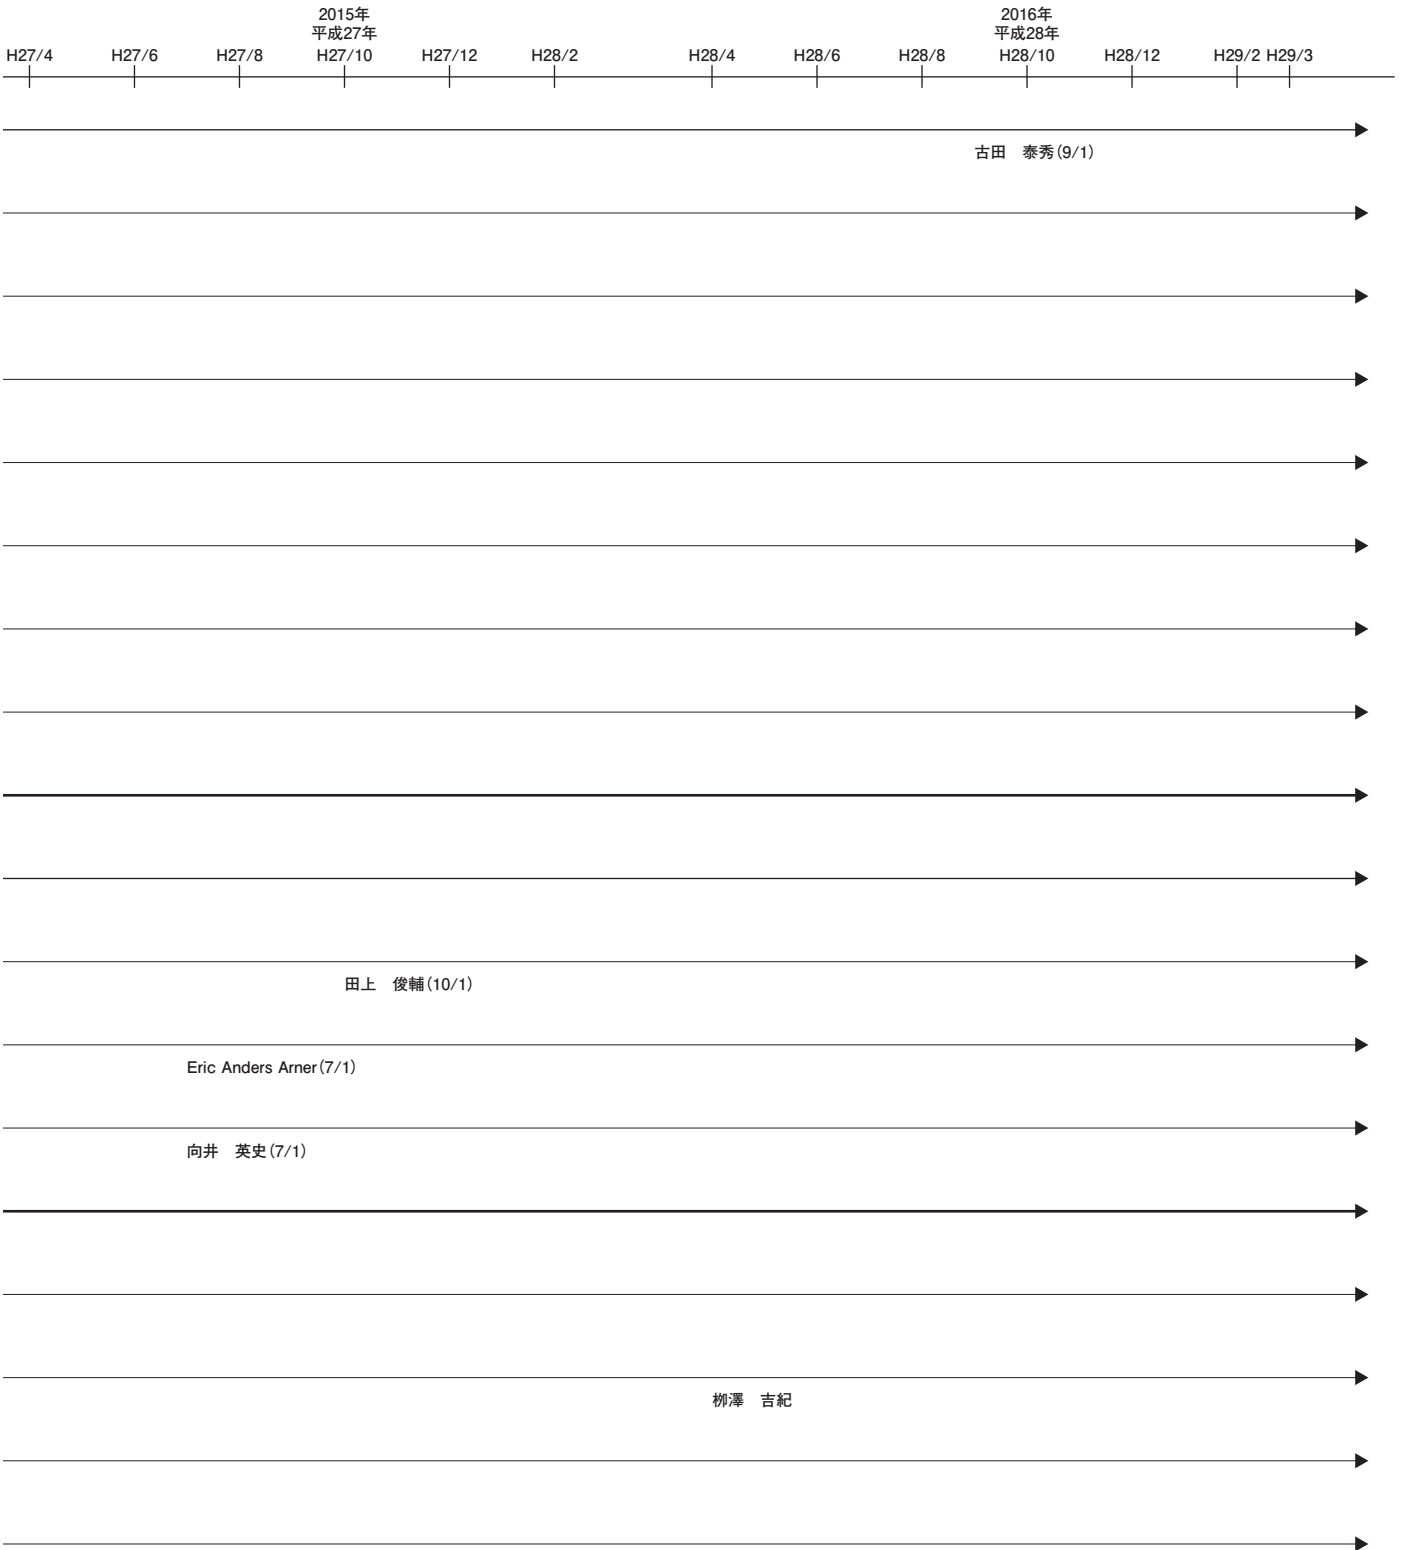 2015年
平成27年
2016年
平成28年
H27/4 H27/6 H27/8 H27/10 H27/12 H28/2 H28/4 H28/6 H28/8 H28/10 H28/12 H29/2 H29/3
古田　泰秀(9/1)
田上　俊輔(10/1)
Eric Anders Arner(7/1)
向井　英史(7/1)
栁澤　吉紀